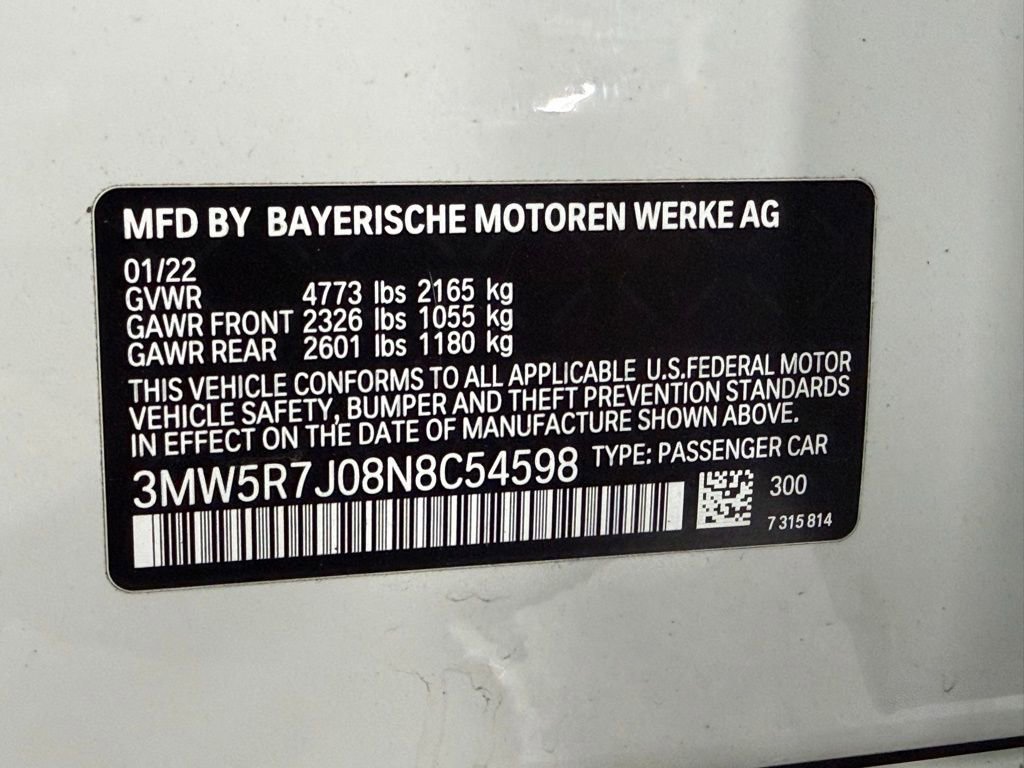 MFD BY BAYERISCHE MOTOREN WERKE AG
01/22
GVWR 4773 lbs 2165 kg
GAWR FRONT 2326 lbs 1055 kg
GAWR REAR 2601 lbs 1180 kg
THIS VEHICLE CONFORMS TO ALL APPLICABLE U.S.FEDERAL MOTOR
VEHICLE SAFETY, BUMPER AND THEFT PREVENTION STANDARDS
IN EFFECT ON THE DATE OF MANUFACTURE SHOWN ABOVE.
3MW5R7J08N8C54598 TYPE: PASSENGER CAR
300
7 315 814